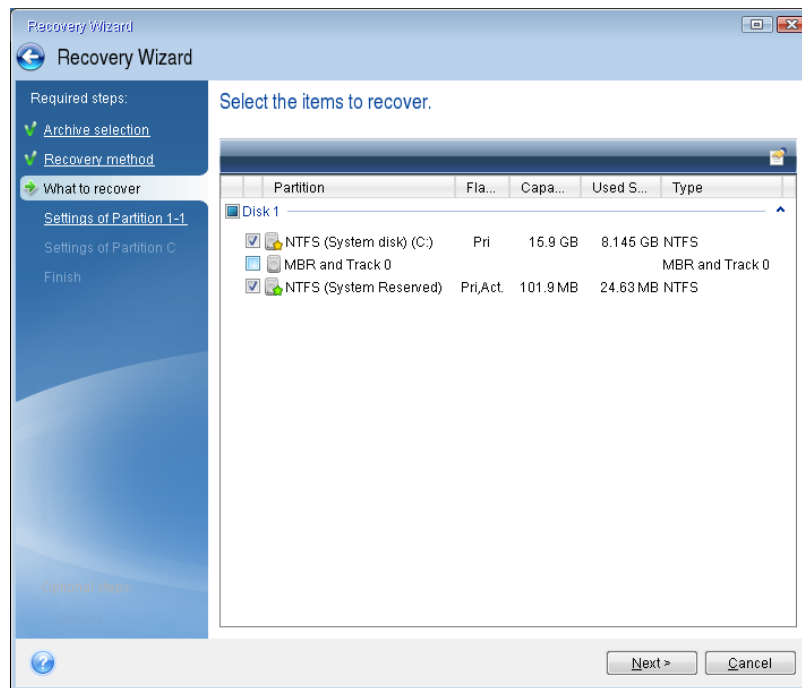 Recovery Wizard
Recovery Wizard
Required steps:
Archive selection
Recovery method
What to recover
Settings of Partition 1-1
Settings of Partition C
Finish
Select the items to recover.
Partition Fla... Capa... Used S... Type
Disk 1
NTFS (System disk) (C:) Pri 15.9 GB 8.145 GB NTFS
MBR and Track 0 MBR and Track 0
NTFS (System Reserved) Pri,Act. 101.9 MB 24.63 MB NTFS
Options
Next >
Cancel